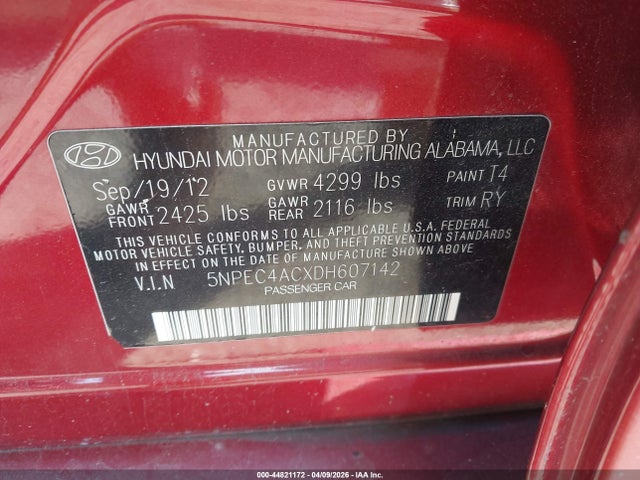 MANUFACTURED BY
HYUNDAI MOTOR MANUFACTURING ALABAMA, LLC
Sep/19/12 GVWR 4299 lbs PAINT T4
GAWR FRONT 2425 lbs GAWR REAR 2116 lbs TRIM RY
THIS VEHICLE CONFORMS TO ALL APPLICABLE U.S.A. FEDERAL
MOTOR VEHICLE SAFETY, BUMPER, AND THEFT PREVENTION STANDARDS
IN EFFECT ON THE DATE OF MANUFACTURE SHOWN ABOVE.
V.I.N 5NPEC4ACXDH607142
PASSENGER CAR
000-44821172 | 04/09/2026 | IAA Inc.